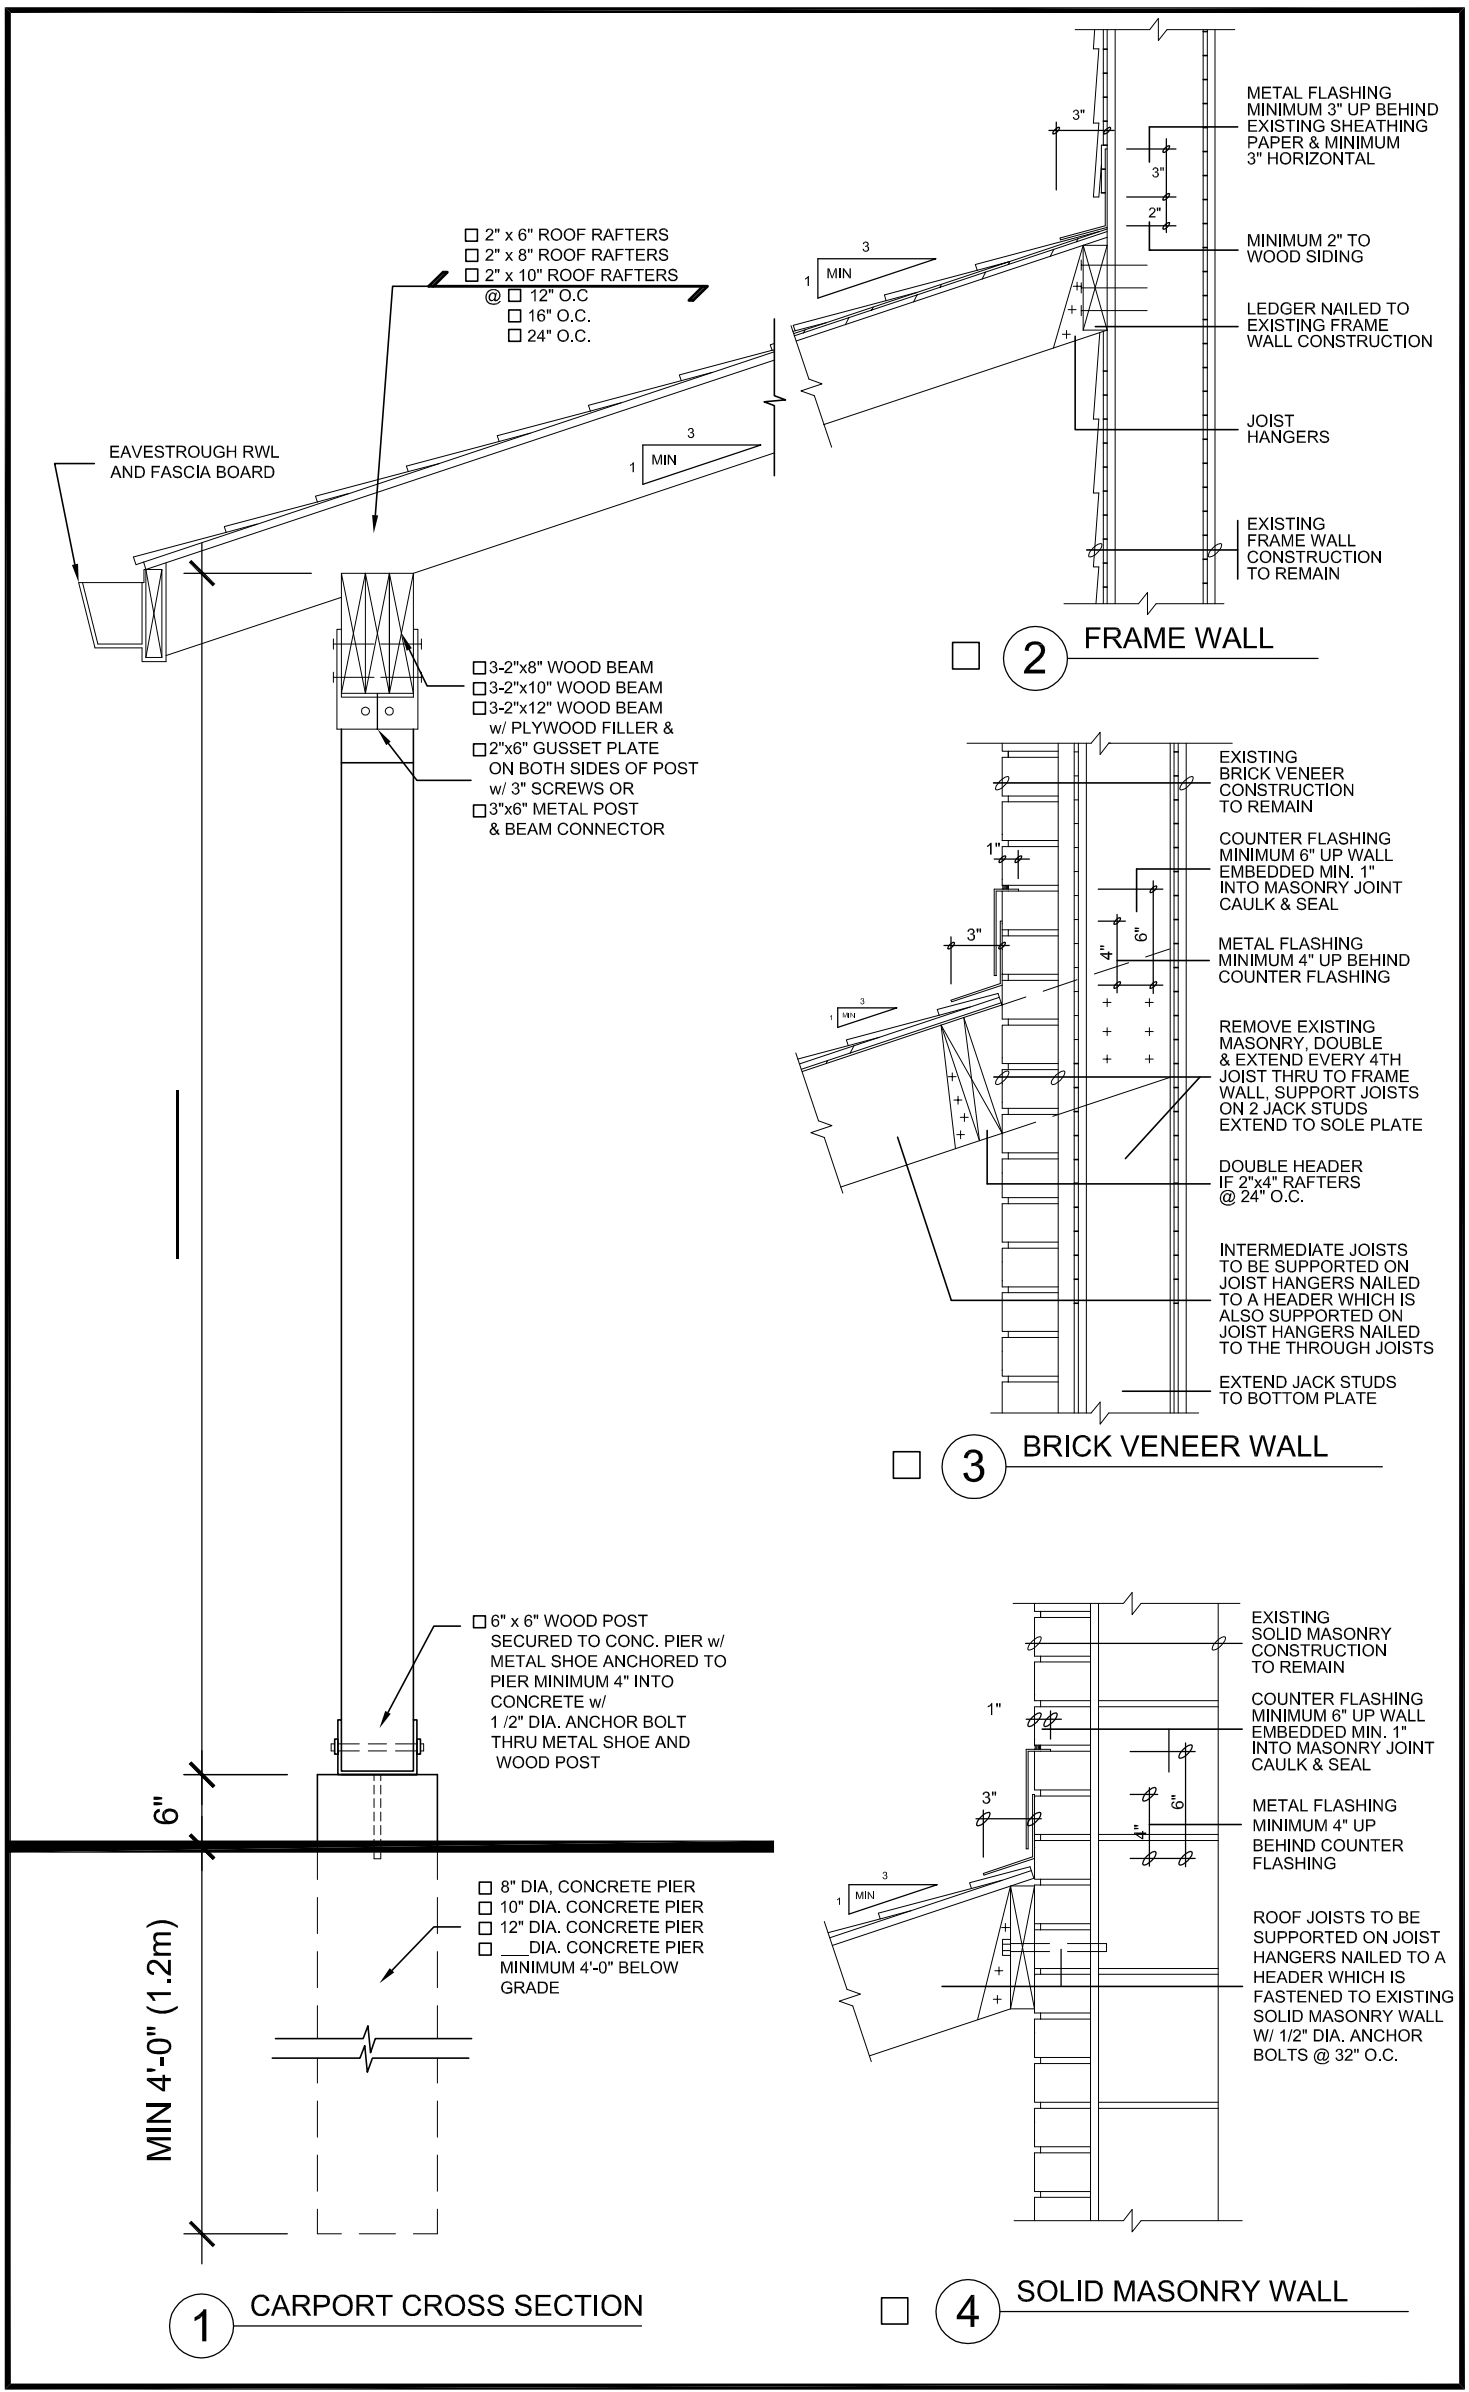 2" x 6" ROOF RAFTERS
2" x 8" ROOF RAFTERS
2" x 10" ROOF RAFTERS
@ 12" O.C
16" O.C.
24" O.C.
EAVESTROUGH RWL
AND FASCIA BOARD
3
1
MIN
3-2"x8" WOOD BEAM
3-2"x10" WOOD BEAM
3-2"x12" WOOD BEAM
w/ PLYWOOD FILLER &
2"x6" GUSSET PLATE
ON BOTH SIDES OF POST
w/ 3" SCREWS OR
3"x6" METAL POST
& BEAM CONNECTOR
6" x 6" WOOD POST
SECURED TO CONC. PIER w/
METAL SHOE ANCHORED TO
PIER MINIMUM 4" INTO
CONCRETE w/
1 /2" DIA. ANCHOR BOLT
THRU METAL SHOE AND
WOOD POST
6"
8" DIA, CONCRETE PIER
10" DIA. CONCRETE PIER
12" DIA. CONCRETE PIER
___DIA. CONCRETE PIER
MINIMUM 4'-0" BELOW
GRADE
MIN 4'-0" (1.2m)
1 CARPORT CROSS SECTION
METAL FLASHING
MINIMUM 3" UP BEHIND
EXISTING SHEATHING
PAPER & MINIMUM
3" HORIZONTAL
3"
3"
2"
MINIMUM 2" TO
WOOD SIDING
3
1
MIN
LEDGER NAILED TO
EXISTING FRAME
WALL CONSTRUCTION
JOIST
HANGERS
EXISTING
FRAME WALL
CONSTRUCTION
TO REMAIN
2 FRAME WALL
EXISTING
BRICK VENEER
CONSTRUCTION
TO REMAIN
1"
COUNTER FLASHING
MINIMUM 6" UP WALL
EMBEDDED MIN. 1"
INTO MASONRY JOINT
CAULK & SEAL
3"
4"
6"
METAL FLASHING
MINIMUM 4" UP BEHIND
COUNTER FLASHING
3
1
MIN
REMOVE EXISTING
MASONRY, DOUBLE
& EXTEND EVERY 4TH
JOIST THRU TO FRAME
WALL, SUPPORT JOISTS
ON 2 JACK STUDS
EXTEND TO SOLE PLATE
DOUBLE HEADER
IF 2"x4" RAFTERS
@ 24" O.C.
INTERMEDIATE JOISTS
TO BE SUPPORTED ON
JOIST HANGERS NAILED
TO A HEADER WHICH IS
ALSO SUPPORTED ON
JOIST HANGERS NAILED
TO THE THROUGH JOISTS
EXTEND JACK STUDS
TO BOTTOM PLATE
3 BRICK VENEER WALL
EXISTING
SOLID MASONRY
CONSTRUCTION
TO REMAIN
1"
COUNTER FLASHING
MINIMUM 6" UP WALL
EMBEDDED MIN. 1"
INTO MASONRY JOINT
CAULK & SEAL
3"
4"
6"
METAL FLASHING
MINIMUM 4" UP
BEHIND COUNTER
FLASHING
3
1
MIN
ROOF JOISTS TO BE
SUPPORTED ON JOIST
HANGERS NAILED TO A
HEADER WHICH IS
FASTENED TO EXISTING
SOLID MASONRY WALL
W/ 1/2" DIA. ANCHOR
BOLTS @ 32" O.C.
4 SOLID MASONRY WALL